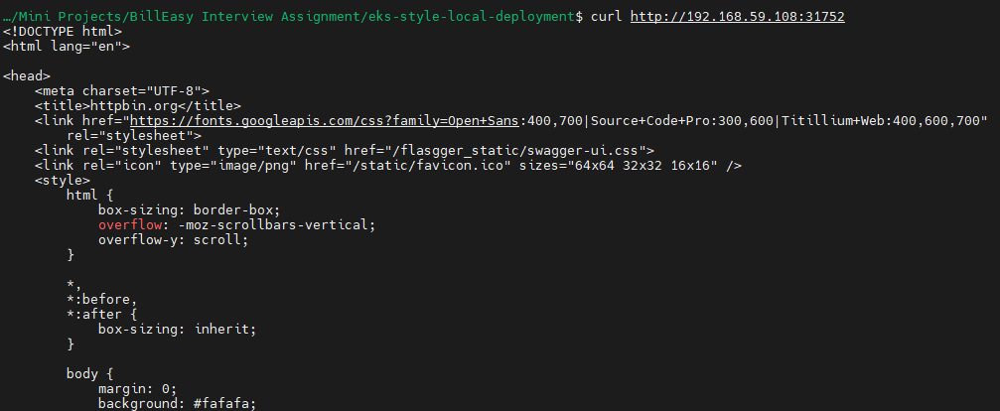 …/Mini Projects/BillEasy Interview Assignment/eks-style-local-deployment$ curl http://192.168.59.108:31752
<!DOCTYPE html>
<html lang="en">

<head>
    <meta charset="UTF-8">
    <title>httpbin.org</title>
    <link href="https://fonts.googleapis.com/css?family=Open+Sans:400,700|Source+Code+Pro:300,600|Titillium+Web:400,600,700"
        rel="stylesheet">
    <link rel="stylesheet" type="text/css" href="/flasgger_static/swagger-ui.css">
    <link rel="icon" type="image/png" href="/static/favicon.ico" sizes="64x64 32x32 16x16" />
    <style>
        html {
            box-sizing: border-box;
            overflow: -moz-scrollbars-vertical;
            overflow-y: scroll;
        }

        *,
        *:before,
        *:after {
            box-sizing: inherit;
        }

        body {
            margin: 0;
            background: #fafafa;